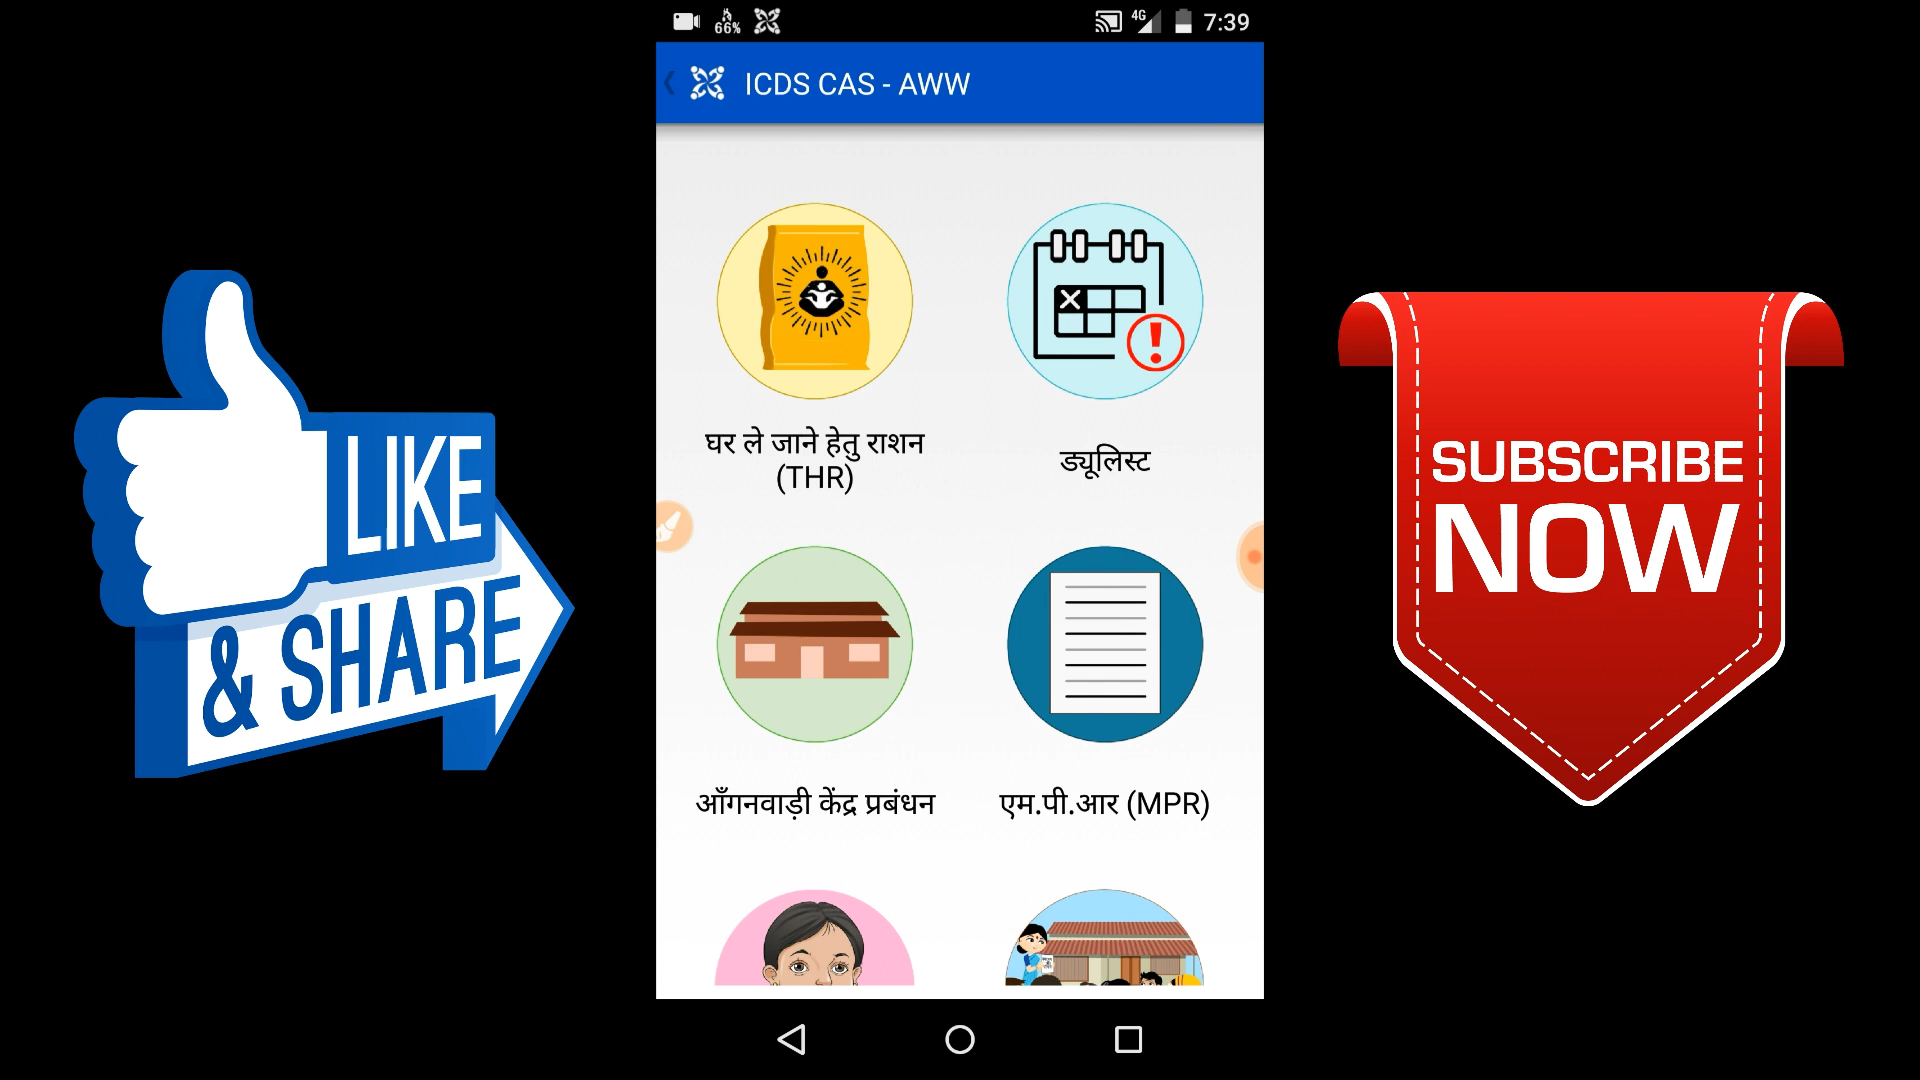 66%
4G
7:39
ICDS CAS - AWW
घर ले जाने हेतु राशन
(THR)
ड्यूलिस्ट
आँगनवाड़ी केंद्र प्रबंधन
एम.पी.आर (MPR)
LIKE
& SHARE
SUBSCRIBE
NOW